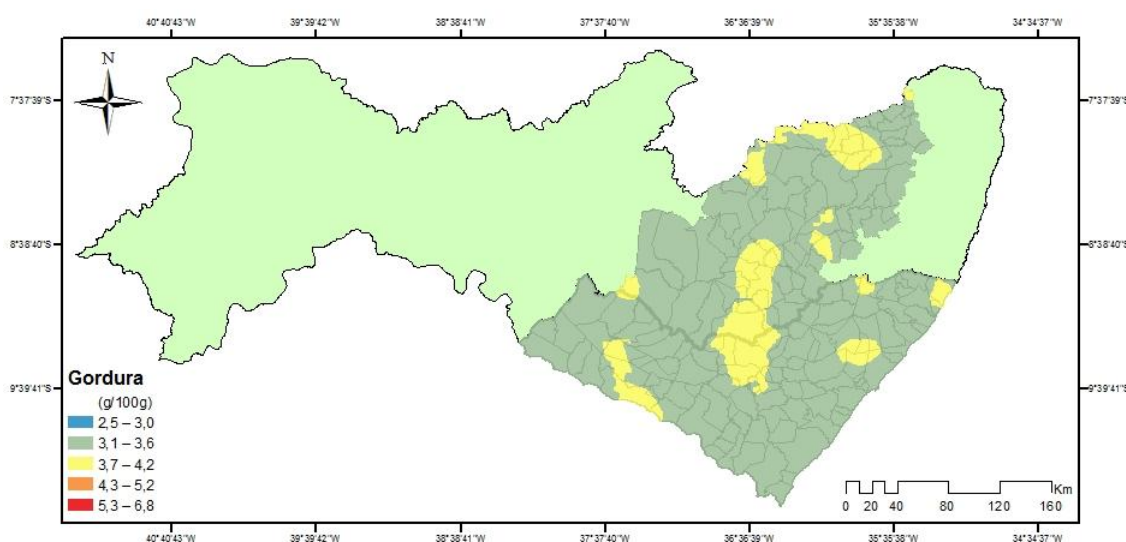 40°40'43"W 39°39'42"W 38°38'41"W 37°37'40"W 36°36'39"W 35°35'38"W 34°34'37"W
N
7°37'39"S 7°37'39"S
8°38'40"S 8°38'40"S
9°39'41"S 9°39'41"S
Gordura
(g/100g)
2,5 – 3,0
3,1 – 3,6
3,7 – 4,2
4,3 – 5,2
5,3 – 6,8
Km
0 20 40 80 120 160
40°40'43"W 39°39'42"W 38°38'41"W 37°37'40"W 36°36'39"W 35°35'38"W 34°34'37"W